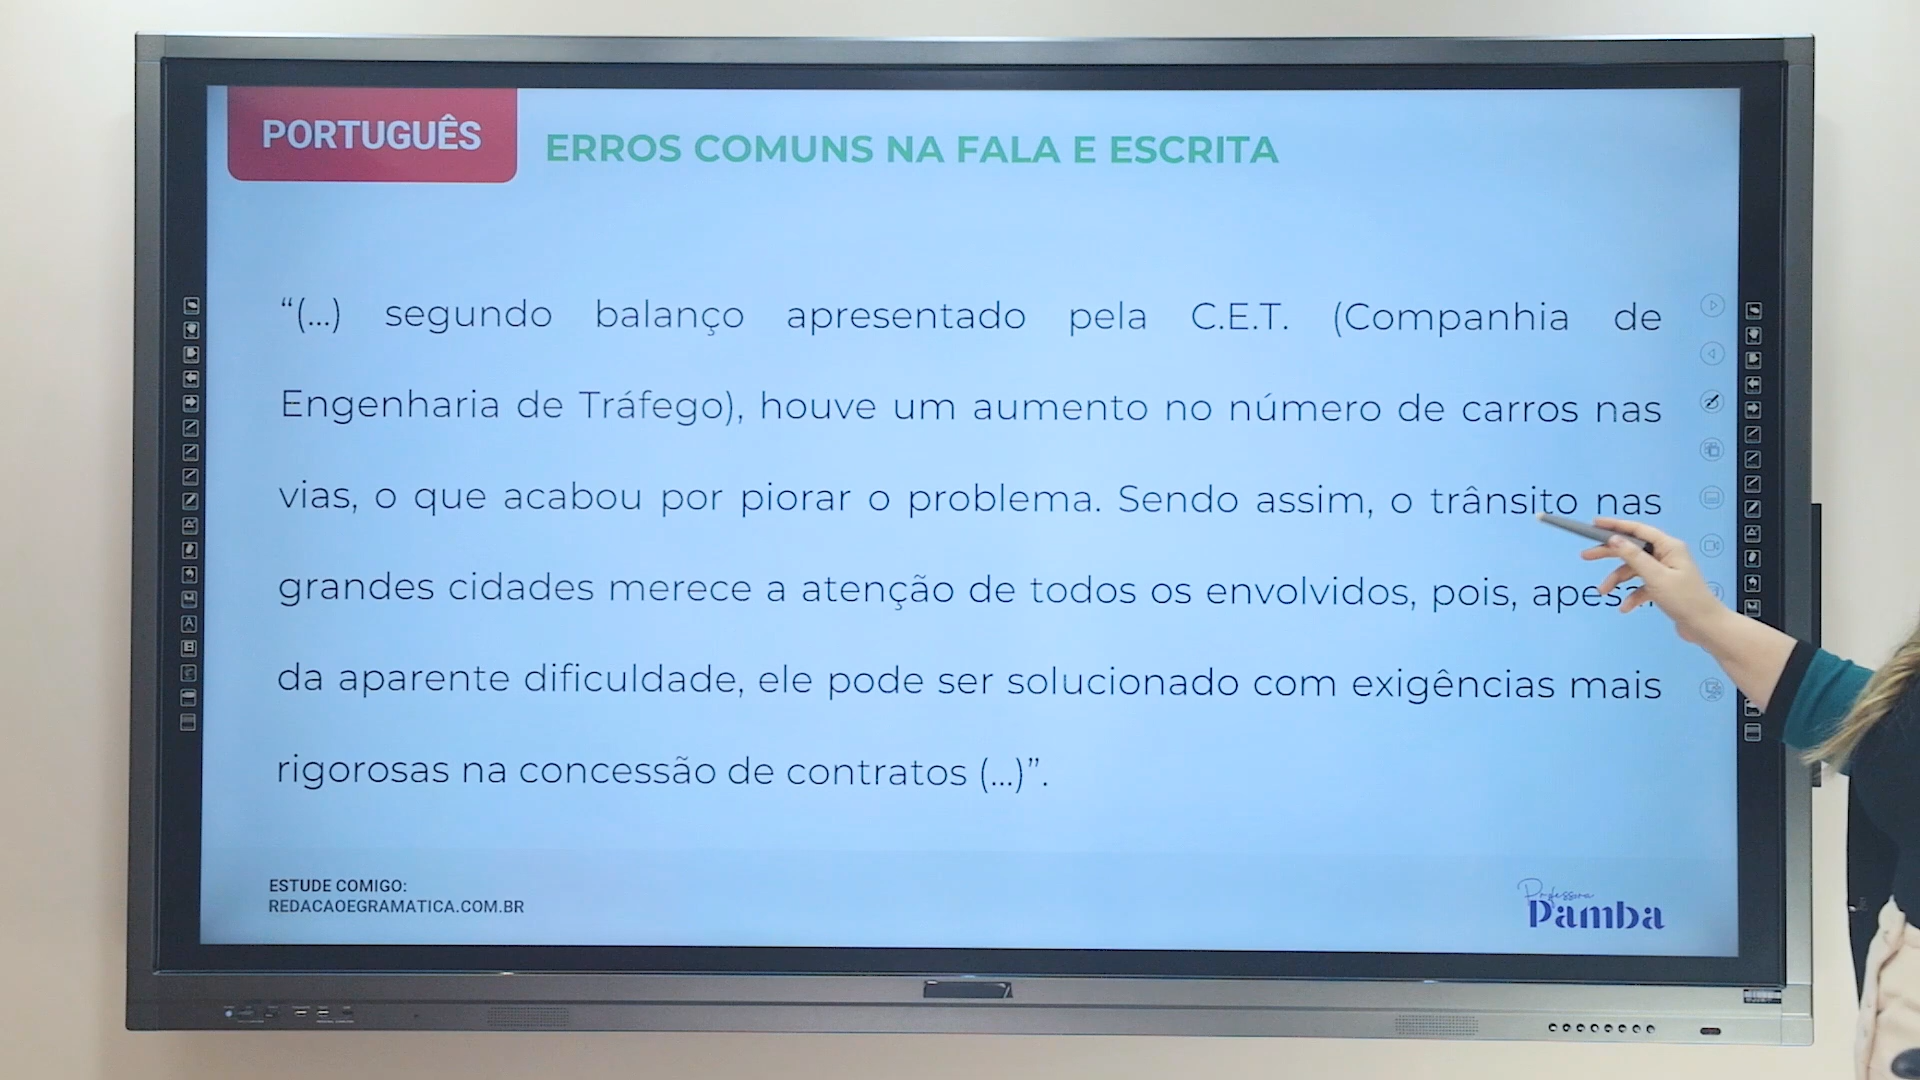 PORTUGUÊS
ERROS COMUNS NA FALA E ESCRITA
“(...) segundo balanço apresentado pela C.E.T. (Companhia de
Engenharia de Tráfego), houve um aumento no número de carros nas
vias, o que acabou por piorar o problema. Sendo assim, o trânsito nas
grandes cidades merece a atenção de todos os envolvidos, pois, apesar
da aparente dificuldade, ele pode ser solucionado com exigências mais
rigorosas na concessão de contratos (...)”.
ESTUDE COMIGO:
REDACAOEGRAMATICA.COM.BR
Professora
Pamba